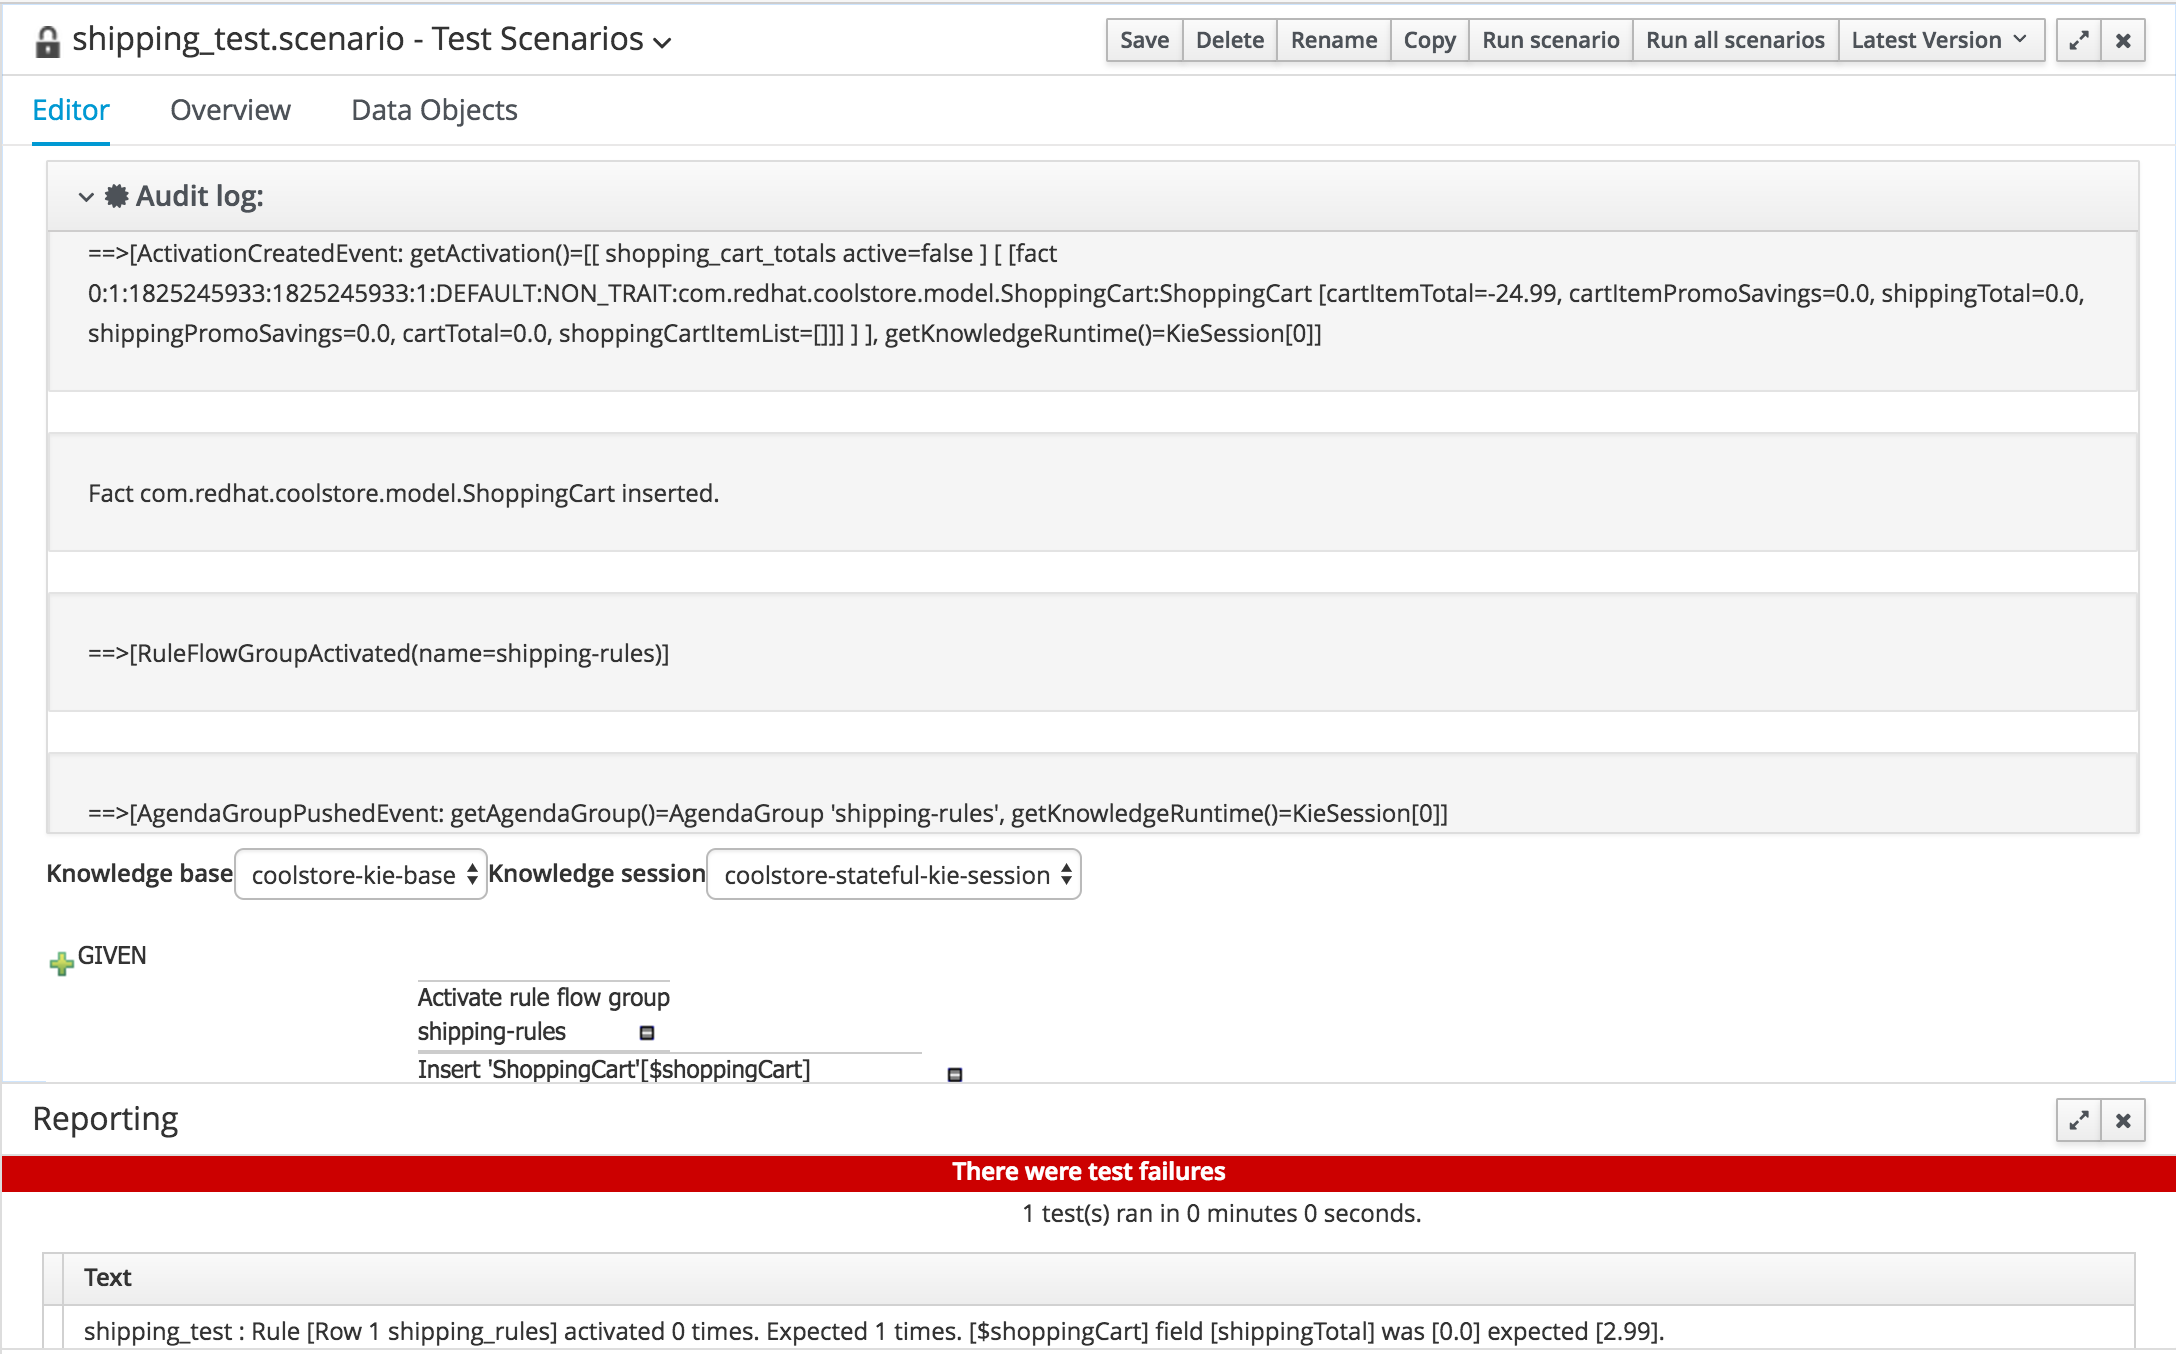 shipping_test.scenario - Test Scenarios
Save Delete Rename Copy Run scenario Run all scenarios Latest Version
Editor Overview Data Objects
Audit log:
==>[ActivationCreatedEvent: getActivation()=[[ shopping_cart_totals active=false ] [ [fact
0:1:1825245933:1825245933:1:DEFAULT:NON_TRAIT:com.redhat.coolstore.model.ShoppingCart:ShoppingCart [cartItemTotal=-24.99, cartItemPromoSavings=0.0, shippingTotal=0.0,
shippingPromoSavings=0.0, cartTotal=0.0, shoppingCartItemList=[]]] ] ], getKnowledgeRuntime()=KieSession[0]]
Fact com.redhat.coolstore.model.ShoppingCart inserted.
==>[RuleFlowGroupActivated(name=shipping-rules)]
==>[AgendaGroupPushedEvent: getAgendaGroup()=AgendaGroup 'shipping-rules', getKnowledgeRuntime()=KieSession[0]]
Knowledge base coolstore-kie-base Knowledge session coolstore-stateful-kie-session
GIVEN
Activate rule flow group
shipping-rules
Insert 'ShoppingCart'[$shoppingCart]
Reporting
There were test failures
1 test(s) ran in 0 minutes 0 seconds.
Text
shipping_test : Rule [Row 1 shipping_rules] activated 0 times. Expected 1 times. [$shoppingCart] field [shippingTotal] was [0.0] expected [2.99].